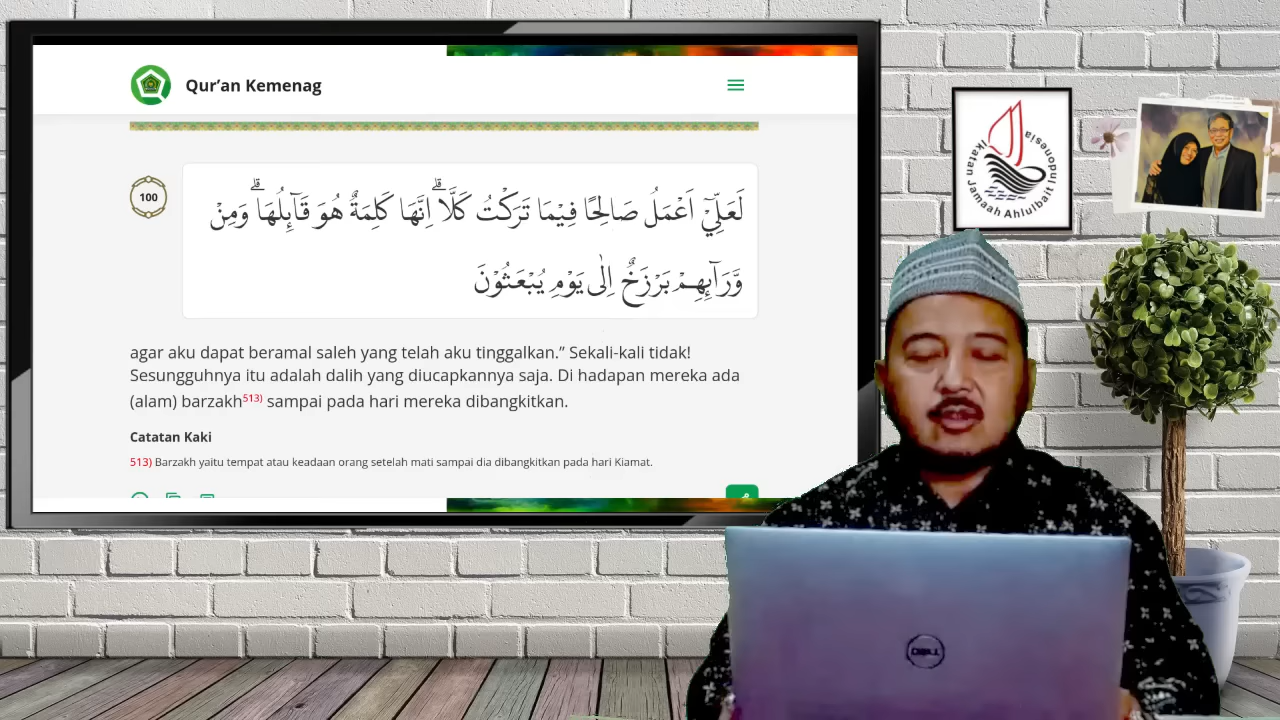 Qur'an Kemenag
100
لَعَلِّيْٓ اَعْمَلُ صَالِحًا فِيْمَا تَرَكْتُ كَلَّاۗ اِنَّهَا كَلِمَةٌ هُوَ قَاۤىِٕلُهَاۗ وَمِنْ
وَّرَاۤىِٕهِمْ بَرْزَخٌ اِلٰى يَوْمِ يُبْعَثُوْنَ
agar aku dapat beramal saleh yang telah aku tinggalkan.” Sekali-kali tidak!
Sesungguhnya itu adalah dalih yang diucapkannya saja. Di hadapan mereka ada
(alam) barzakh513) sampai pada hari mereka dibangkitkan.
Catatan Kaki
513) Barzakh yaitu tempat atau keadaan orang setelah mati sampai dia dibangkitkan pada hari Kiamat.
Ikatan Jamaah Ahlulbait Indonesia
DELL